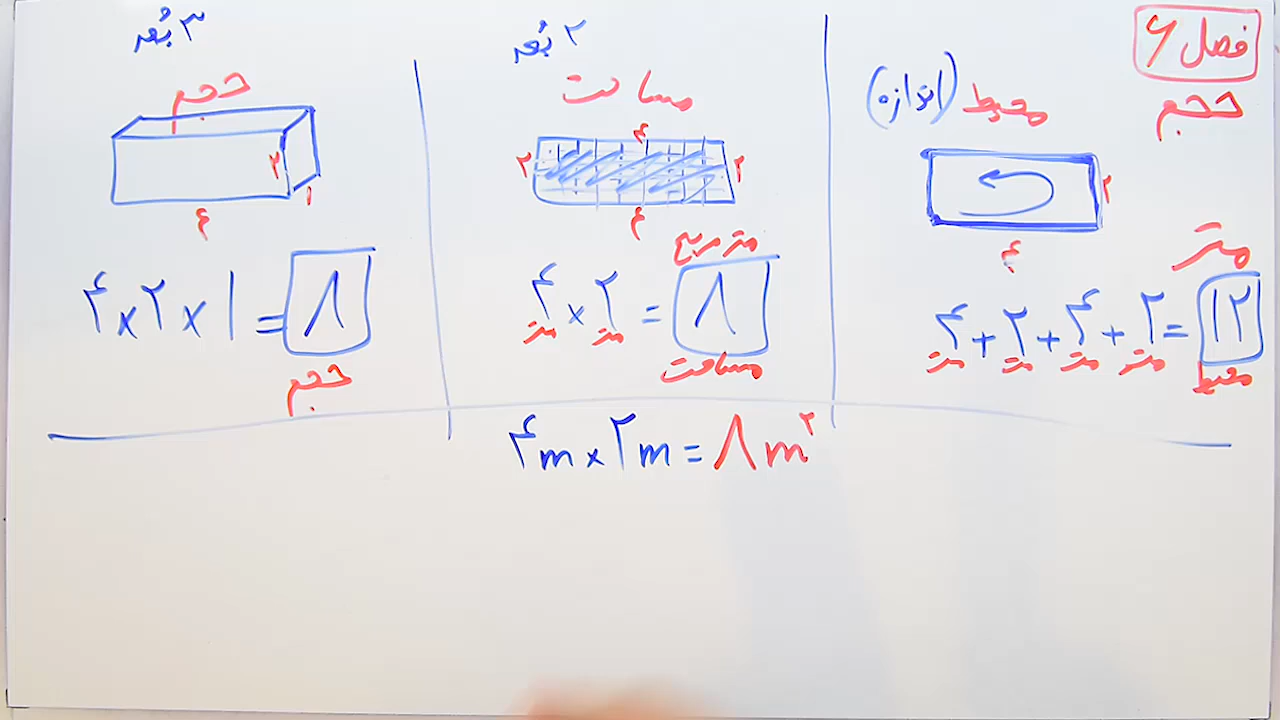 فصل ۶
حجم
محیط (اندازه)
۲
۴
متر
۴ + ۲ + ۴ + ۲ = ۱۲
متر متر متر متر
محیط
۲ بُعد
مساحت
۴
۲ ۲
۴
متر مربع
۴ × ۲ = ۸
متر متر
مساحت
۳ بُعد
حجم
۲
۱
۴
۴ × ۲ × ۱ = ۸
حجم
۴m × ۲m = ۸m²